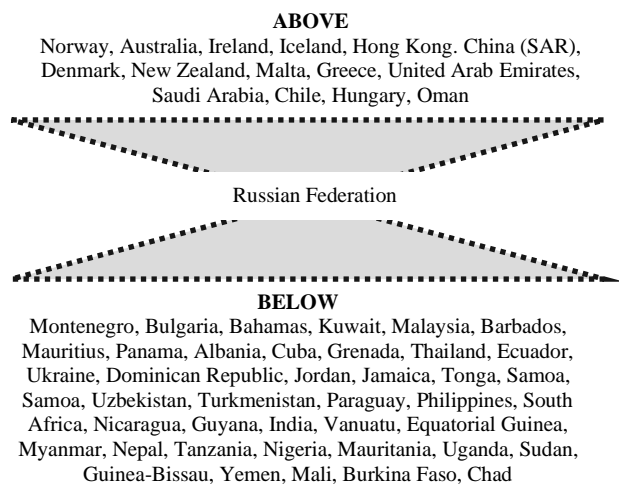 ABOVE
Norway, Australia, Ireland, Iceland, Hong Kong. China (SAR),
Denmark, New Zealand, Malta, Greece, United Arab Emirates,
Saudi Arabia, Chile, Hungary, Oman
Russian Federation
BELOW
Montenegro, Bulgaria, Bahamas, Kuwait, Malaysia, Barbados,
Mauritius, Panama, Albania, Cuba, Grenada, Thailand, Ecuador,
Ukraine, Dominican Republic, Jordan, Jamaica, Tonga, Samoa,
Samoa, Uzbekistan, Turkmenistan, Paraguay, Philippines, South
Africa, Nicaragua, Guyana, India, Vanuatu, Equatorial Guinea,
Myanmar, Nepal, Tanzania, Nigeria, Mauritania, Uganda, Sudan,
Guinea-Bissau, Yemen, Mali, Burkina Faso, Chad